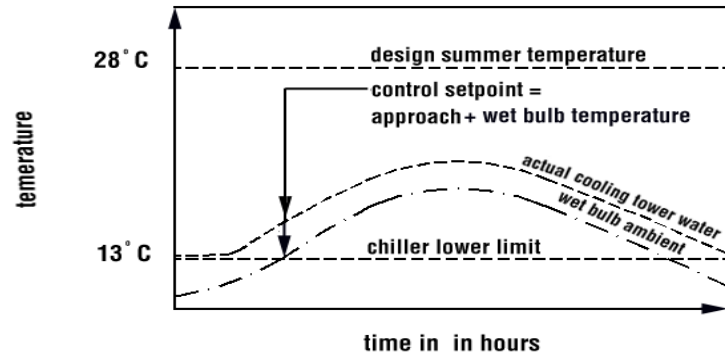 28°C
design summer temperature
control setpoint =
approach + wet bulb temperature
temerature
actual cooling tower water
wet bulb ambient
13°C
chiller lower limit
time in in hours